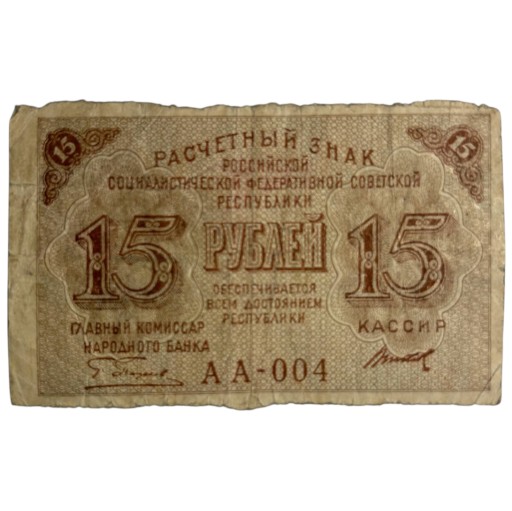 15 15
РАСЧЕТНЫЙ ЗНАК
РОССИЙСКОЙ
СОЦИАЛИСТИЧЕСКОЙ ФЕДЕРАТИВНОЙ СОВЕТСКОЙ
РЕСПУБЛИКИ
15 РУБЛЕЙ 15
ОБЕСПЕЧИВАЕТСЯ
ВСЕМ ДОСТОЯНИЕМ
РЕСПУБЛИКИ
ГЛАВНЫЙ КОМИССАР
НАРОДНОГО БАНКА
КАССИР
АА-004